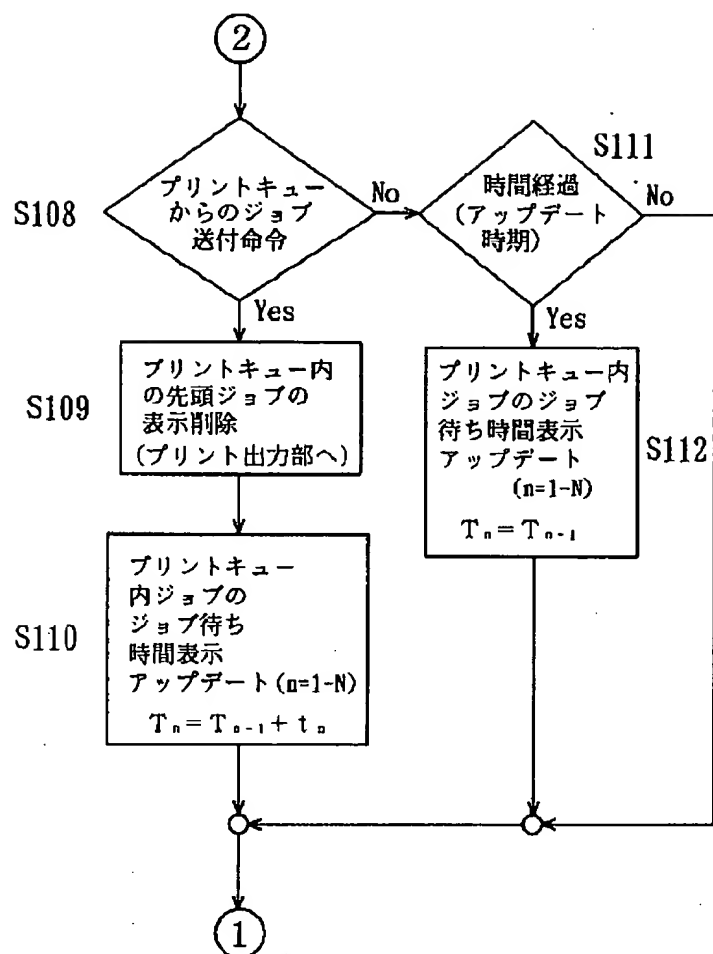 2
S108
プリントキュー
からのジョブ
送付命令
No
Yes
S111
時間経過
(アップデート
時期)
No
Yes
S109
プリントキュー内
の先頭ジョブの
表示削除
(プリント出力部へ)
プリントキュー内
ジョブのジョブ
待ち時間表示
アップデート
(n=1-N)
Tn=Tn-1
S112
S110
プリントキュー
内ジョブの
ジョブ待ち
時間表示
アップデート(n=1-N)
Tn=Tn-1+tn
1